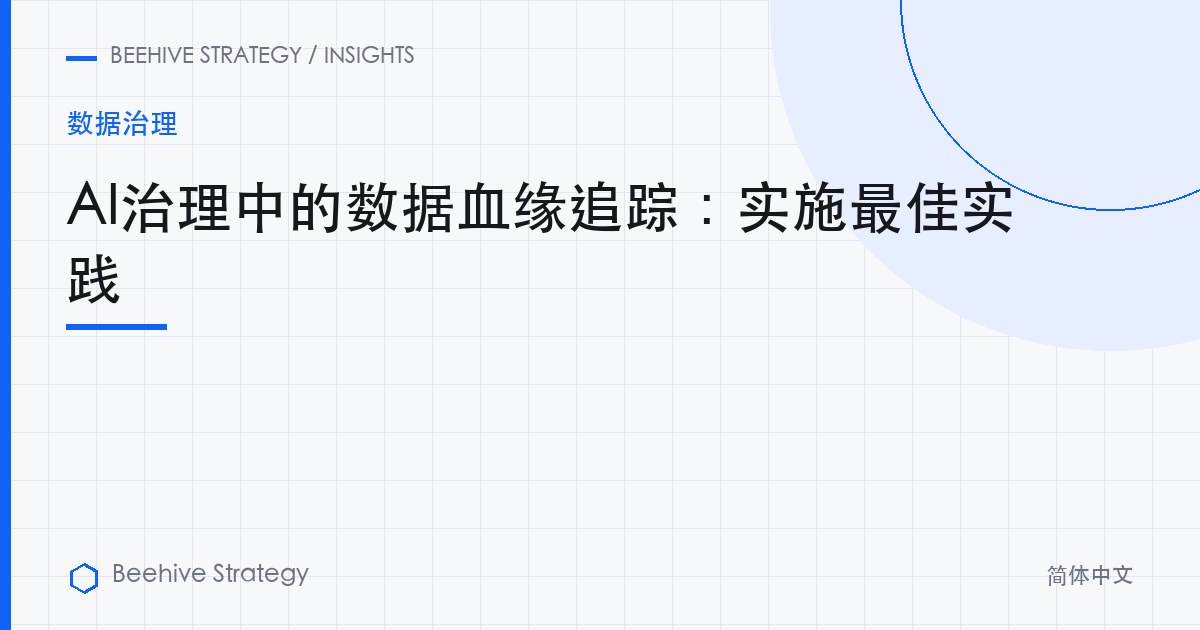 BEEHIVE STRATEGY / INSIGHTS
数据治理
AI治理中的数据血缘追踪：实施最佳实
践
Beehive Strategy
简体中文